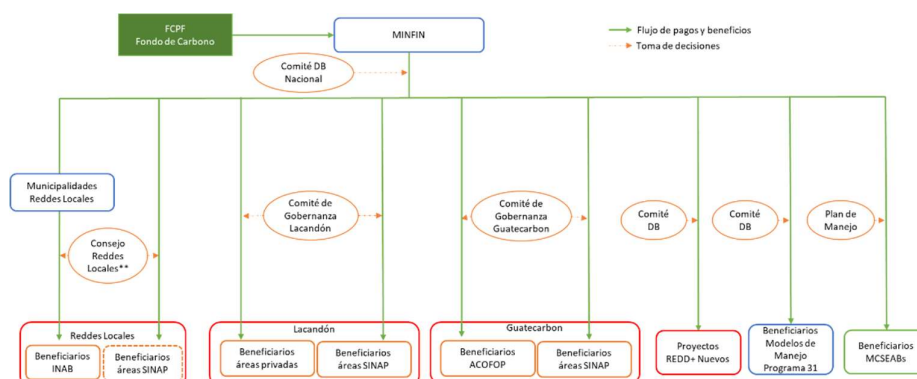 FCPF
Fondo de Carbono
MINFIN
Flujo de pagos y beneficios
Toma de decisiones
Comité DB
Nacional
Municipalidades
Reddes Locales
Consejo
Reddes
Locales**
Comité de
Gobernanza
Lacandón
Comité de
Gobernanza
Guatecarbon
Comité
DB
Comité
DB
Plan de
Manejo
Reddes Locales
Beneficiarios
INAB
Beneficiarios
áreas SINAP
Lacandón
Beneficiarios
áreas privadas
Beneficiarios
áreas SINAP
Guatecarbon
Beneficiarios
ACOFOP
Beneficiarios
áreas SINAP
Proyectos
REDD+ Nuevos
Beneficiarios
Modelos de
Manejo
Programa 31
Beneficiarios
MCSEABs